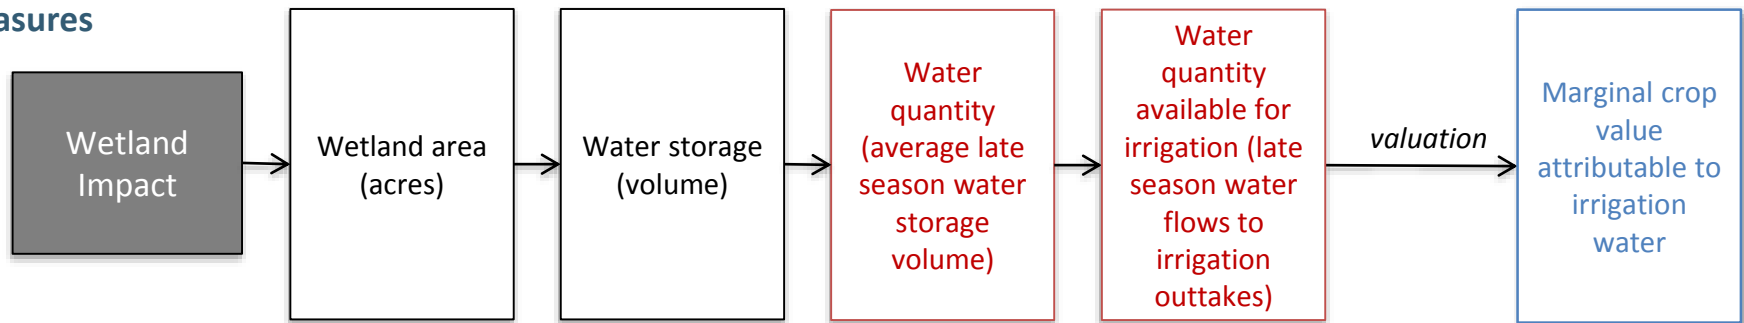 asures
Wetland
Impact
Wetland area
(acres)
Water storage
(volume)
Water
quantity
(average late
season water
storage
volume)
Water
quantity
available for
irrigation (late
season water
flows to
irrigation
outtakes)
valuation
Marginal crop
value
attributable to
irrigation
water